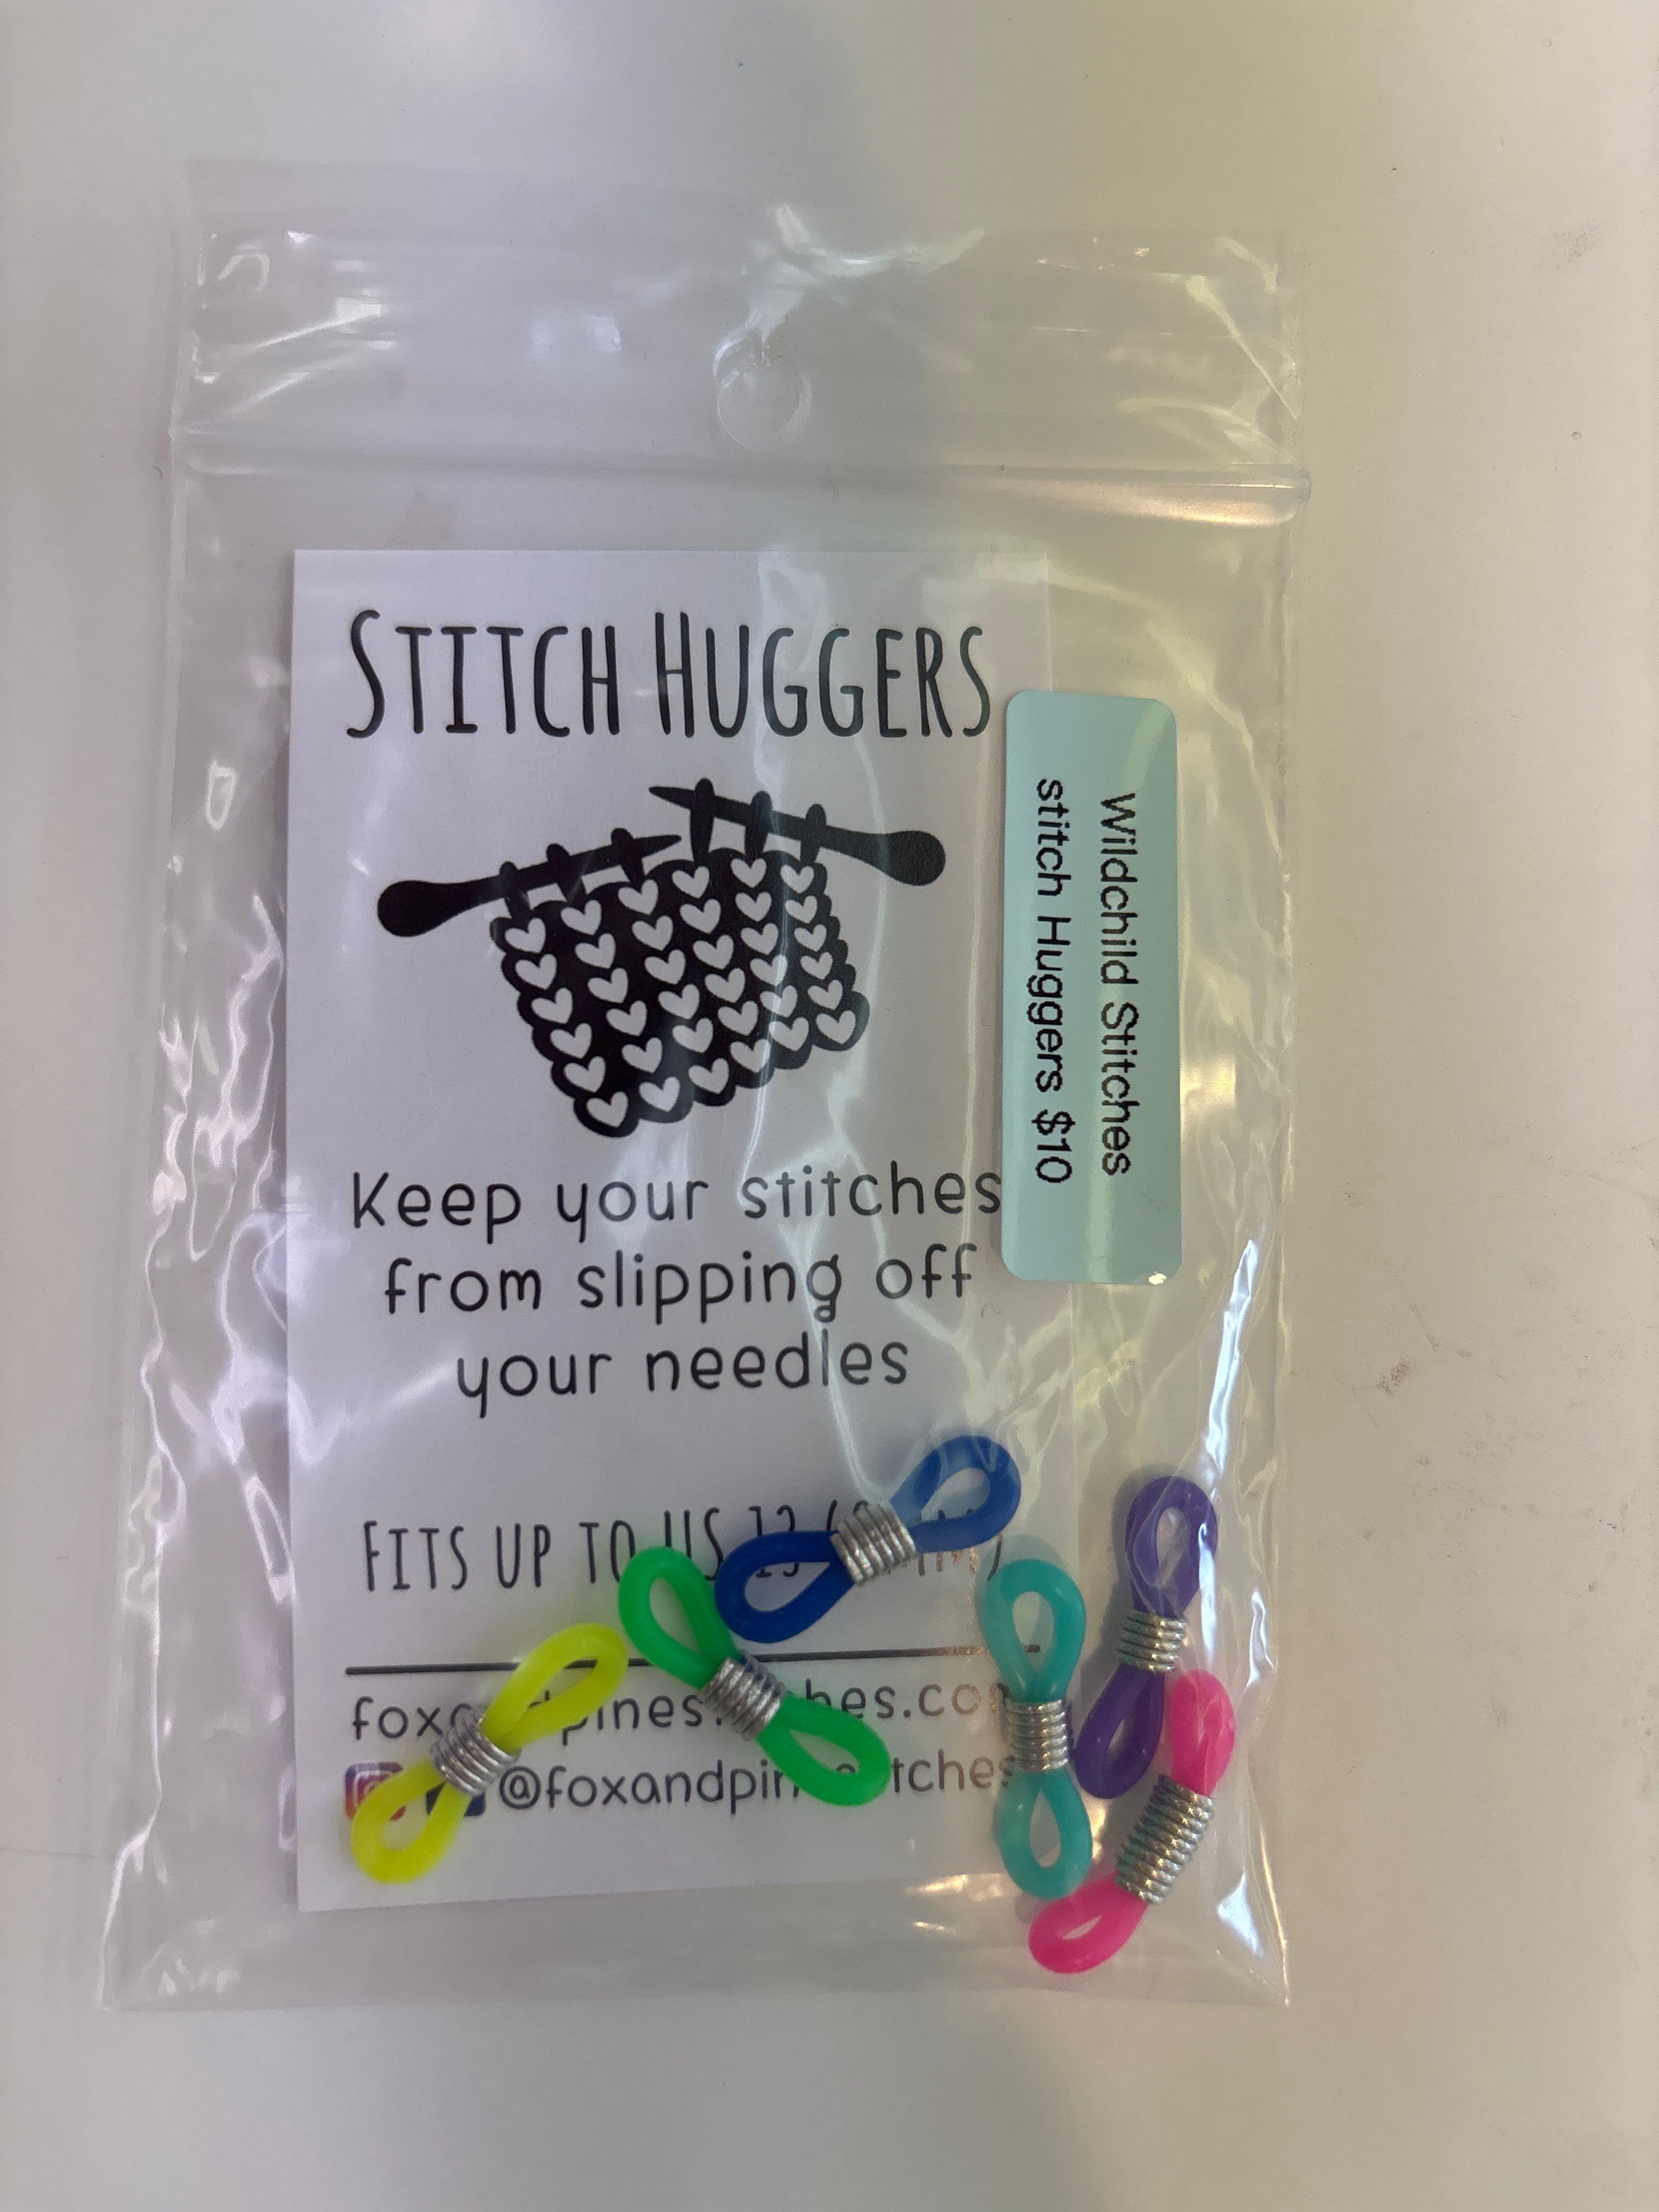 STITCH HUGGERS
Wildchild Stitches
stitch Huggers $10
Keep your stitches
from slipping off
your needles
FITS UP TO US 13